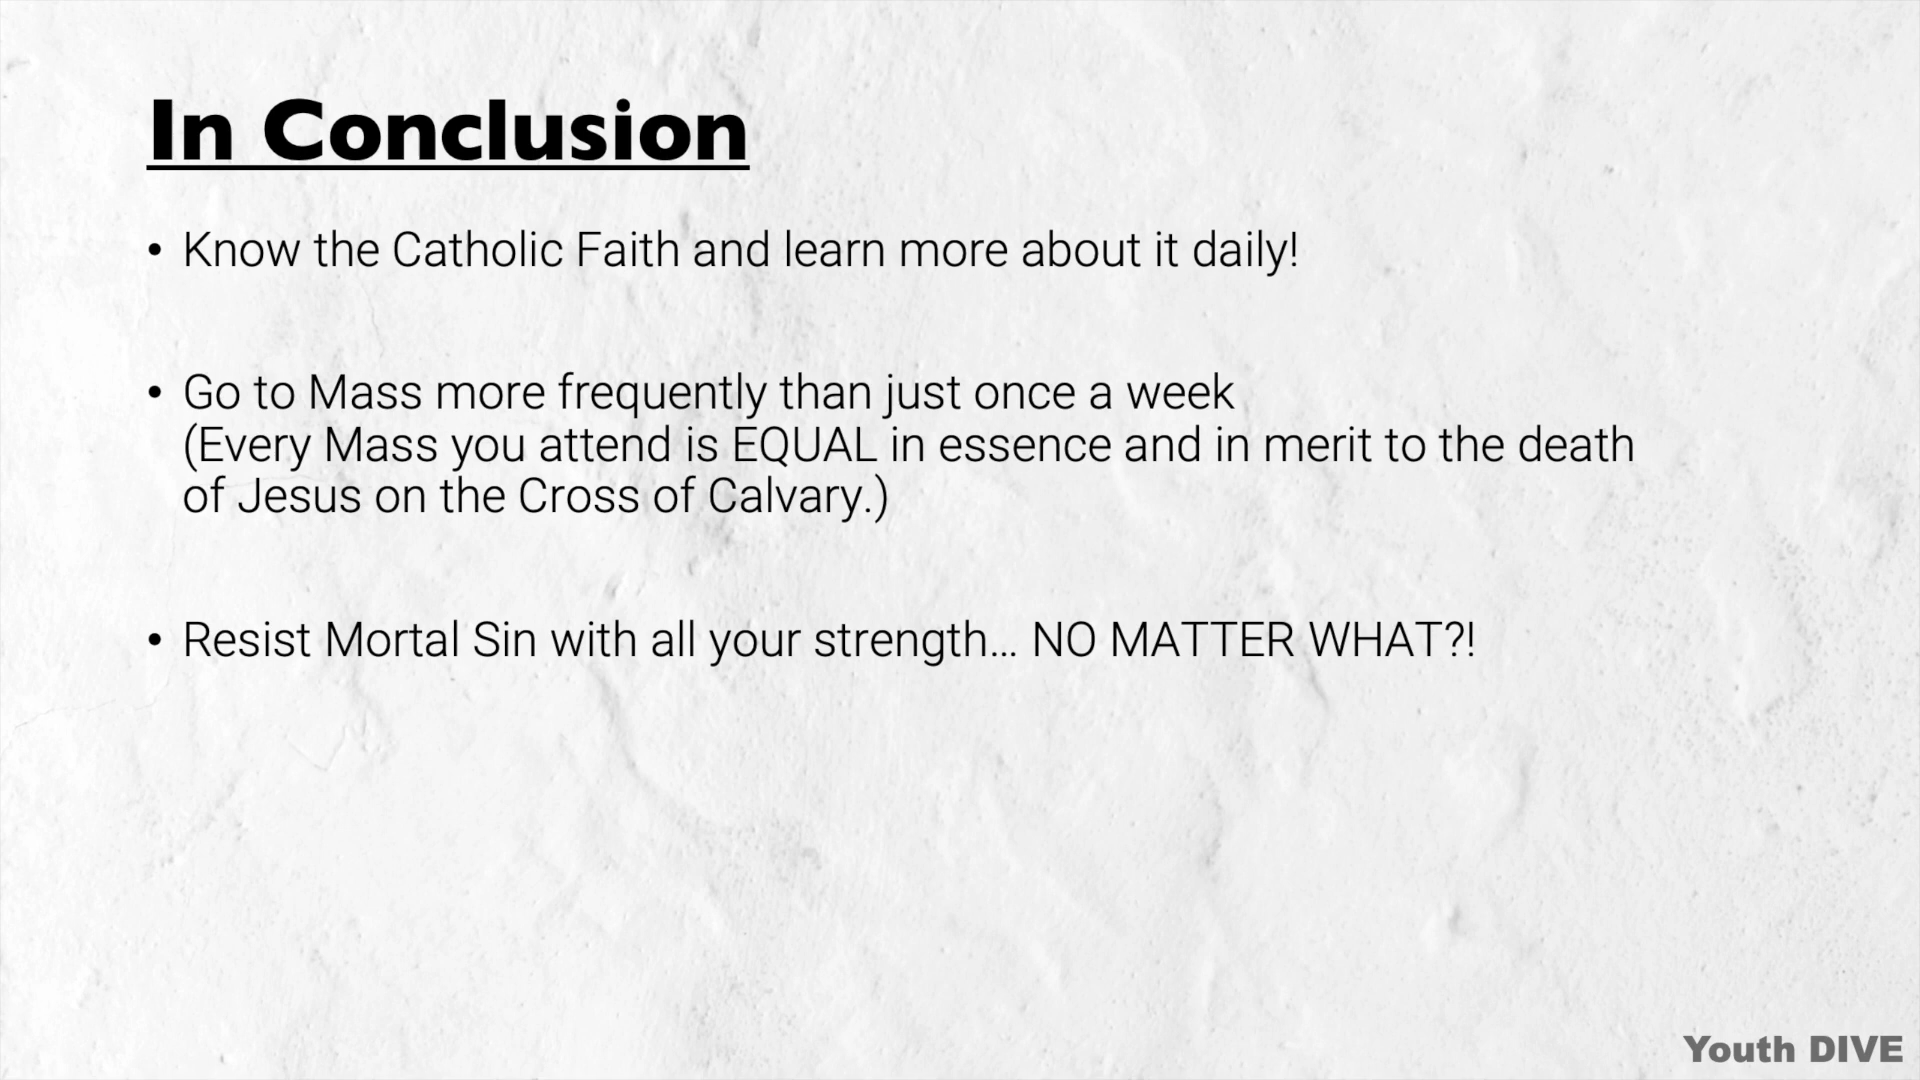 In Conclusion
• Know the Catholic Faith and learn more about it daily!
• Go to Mass more frequently than just once a week
(Every Mass you attend is EQUAL in essence and in merit to the death
of Jesus on the Cross of Calvary.)
• Resist Mortal Sin with all your strength... NO MATTER WHAT?!
Youth DIVE